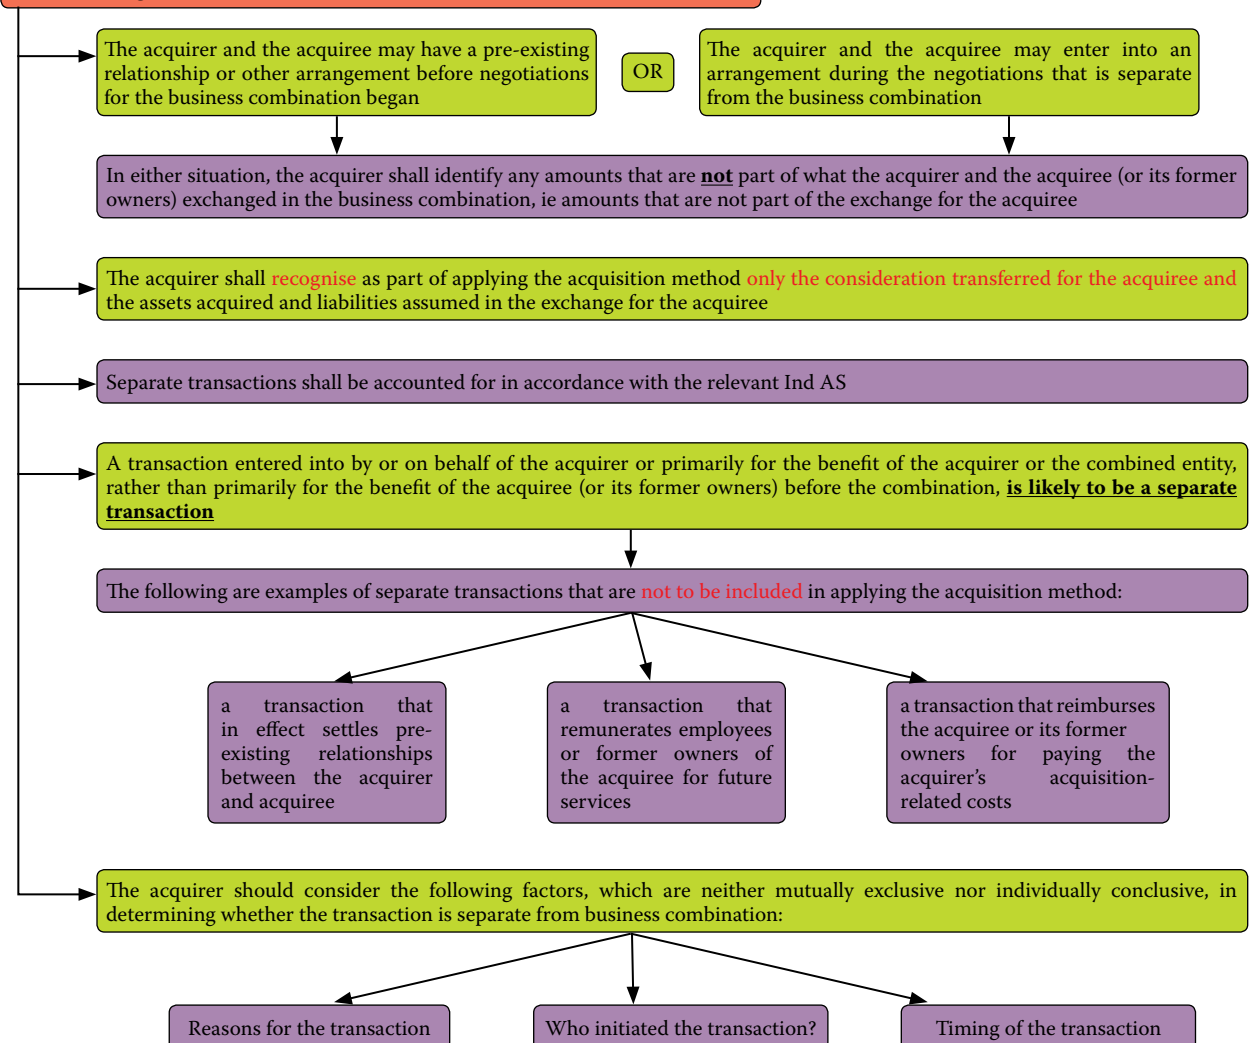 The acquirer and the acquiree may have a pre-existing
relationship or other arrangement before negotiations
for the business combination began
OR
The acquirer and the acquiree may enter into an
arrangement during the negotiations that is separate
from the business combination
In either situation, the acquirer shall identify any amounts that are not part of what the acquirer and the acquiree (or its former
owners) exchanged in the business combination, ie amounts that are not part of the exchange for the acquiree
The acquirer shall recognise as part of applying the acquisition method only the consideration transferred for the acquiree and
the assets acquired and liabilities assumed in the exchange for the acquiree
Separate transactions shall be accounted for in accordance with the relevant Ind AS
A transaction entered into by or on behalf of the acquirer or primarily for the benefit of the acquirer or the combined entity,
rather than primarily for the benefit of the acquiree (or its former owners) before the combination, is likely to be a separate
transaction
The following are examples of separate transactions that are not to be included in applying the acquisition method:
a transaction that
in effect settles pre-
existing relationships
between the acquirer
and acquiree
a transaction that
remunerates employees
or former owners of
the acquiree for future
services
a transaction that reimburses
the acquiree or its former
owners for paying the
acquirer's acquisition-
related costs
The acquirer should consider the following factors, which are neither mutually exclusive nor individually conclusive, in
determining whether the transaction is separate from business combination:
Reasons for the transaction
Who initiated the transaction?
Timing of the transaction